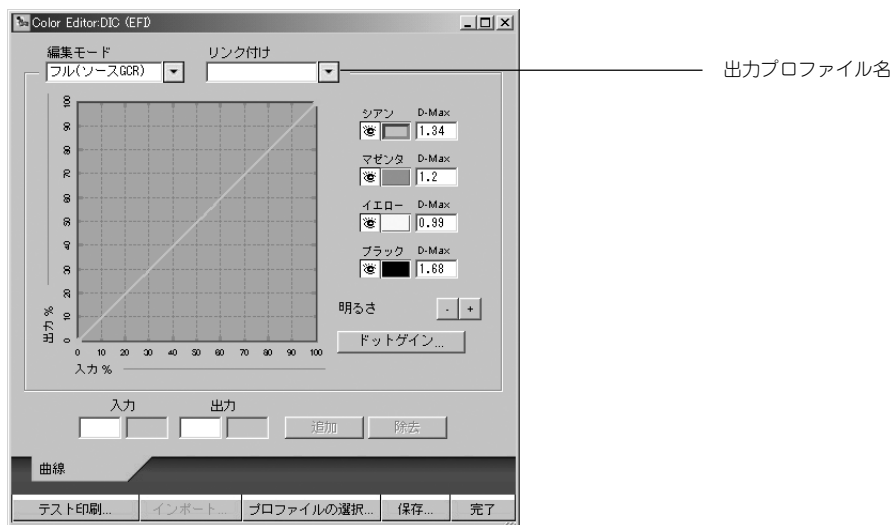 Color Editor:DIC (EFI)
編集モード リンク付け
フル(ソースGCR)
出力プロファイル名
100
90
80
70
60
50
40
30
20
10
0
出力 %
0 10 20 30 40 50 60 70 80 90 100
入力 %
シアン D-Max
1.34
マゼンタ D-Max
1.2
イエロー D-Max
0.99
ブラック D-Max
1.68
明るさ - +
ドットゲイン...
入力 出力
追加 除去
曲線
テスト印刷... インポート... プロファイルの選択... 保存... 完了